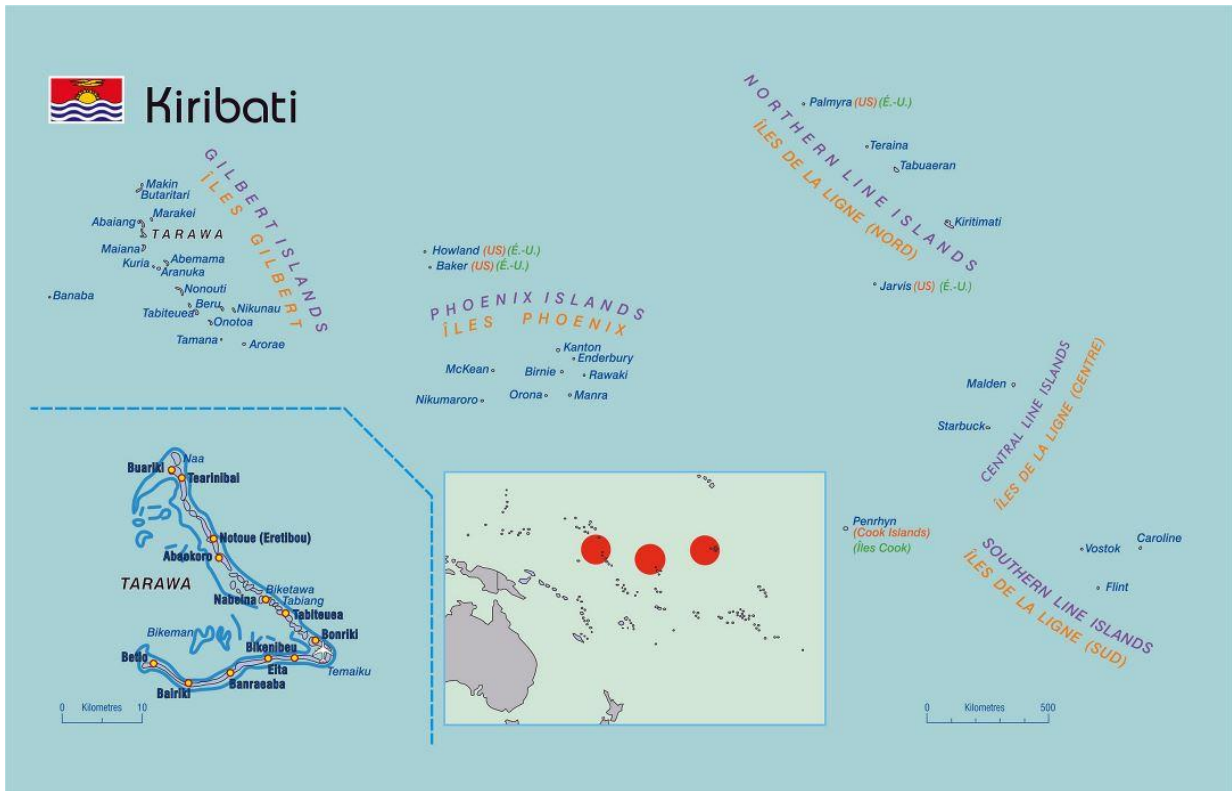 Kiribati
GILBERT ISLANDS
ÎLES GILBERT
Makin
Butaritari
Marakei
Abaiang
TARAWA
Maiana
Abemama
Kuria
Aranuka
Banaba
Nonouti
Beru
Nikunau
Tabiteuea
Onotoa
Tamana
Arorae
Howland (US) (É.-U.)
Baker (US) (É.-U.)
PHOENIX ISLANDS
ÎLES PHOENIX
Kanton
Enderbury
McKean
Birnie
Rawaki
Orona
Manra
Nikumaroro
NORTHERN LINE ISLANDS
ÎLES DE LA LIGNE (NORD)
Palmyra (US) (É.-U.)
Teraina
Tabuaeran
Kiritimati
Jarvis (US) (É.-U.)
CENTRAL LINE ISLANDS
ÎLES DE LA LIGNE (CENTRE)
Malden
Starbuck
Penrhyn
(Cook Islands)
(Îles Cook)
SOUTHERN LINE ISLANDS
ÎLES DE LA LIGNE (SUD)
Caroline
Vostok
Flint
0 Kilometres 500
Naa
Buariki
Tearinibai
Notoue (Eretibou)
Abaokoro
TARAWA
Biketawa
Nabeina
Tabiang
Tabiteuea
Bikeman
Bonriki
Bikenibeu
Betio
Eita
Temaiku
Banraeaba
Bairiki
0 Kilometres 10